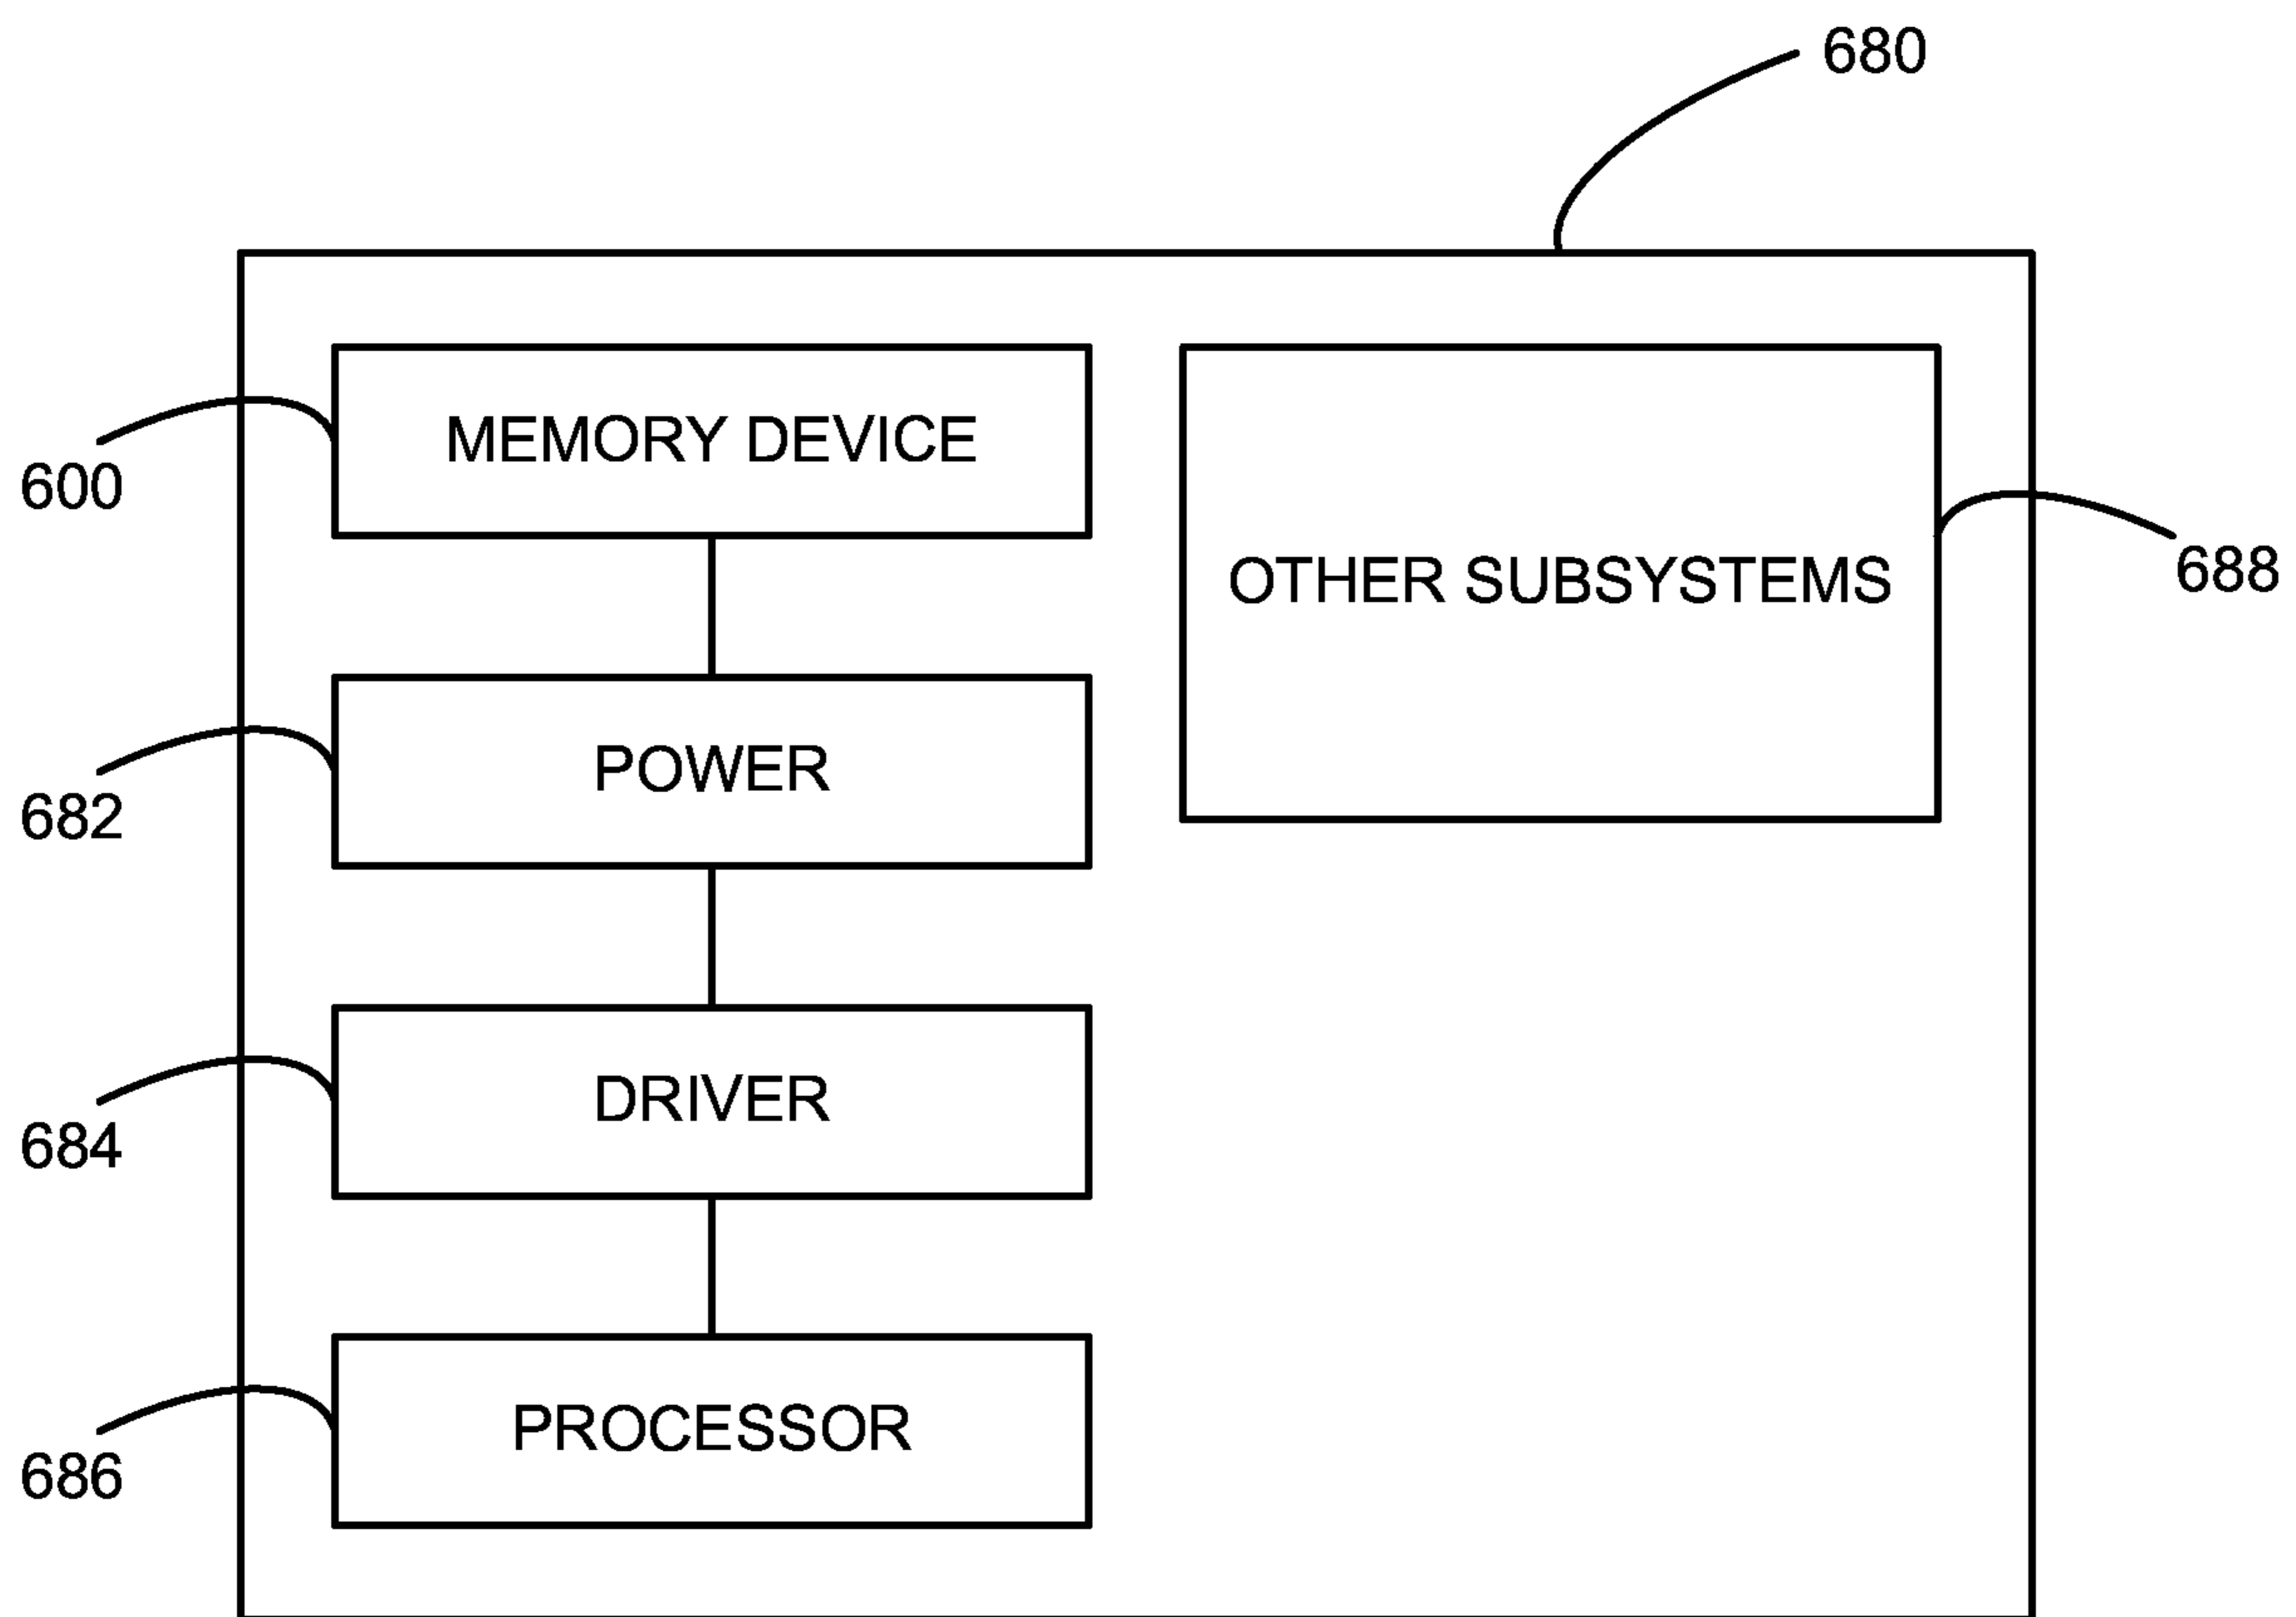 680
MEMORY DEVICE
600
OTHER SUBSYSTEMS
688
POWER
682
DRIVER
684
PROCESSOR
686